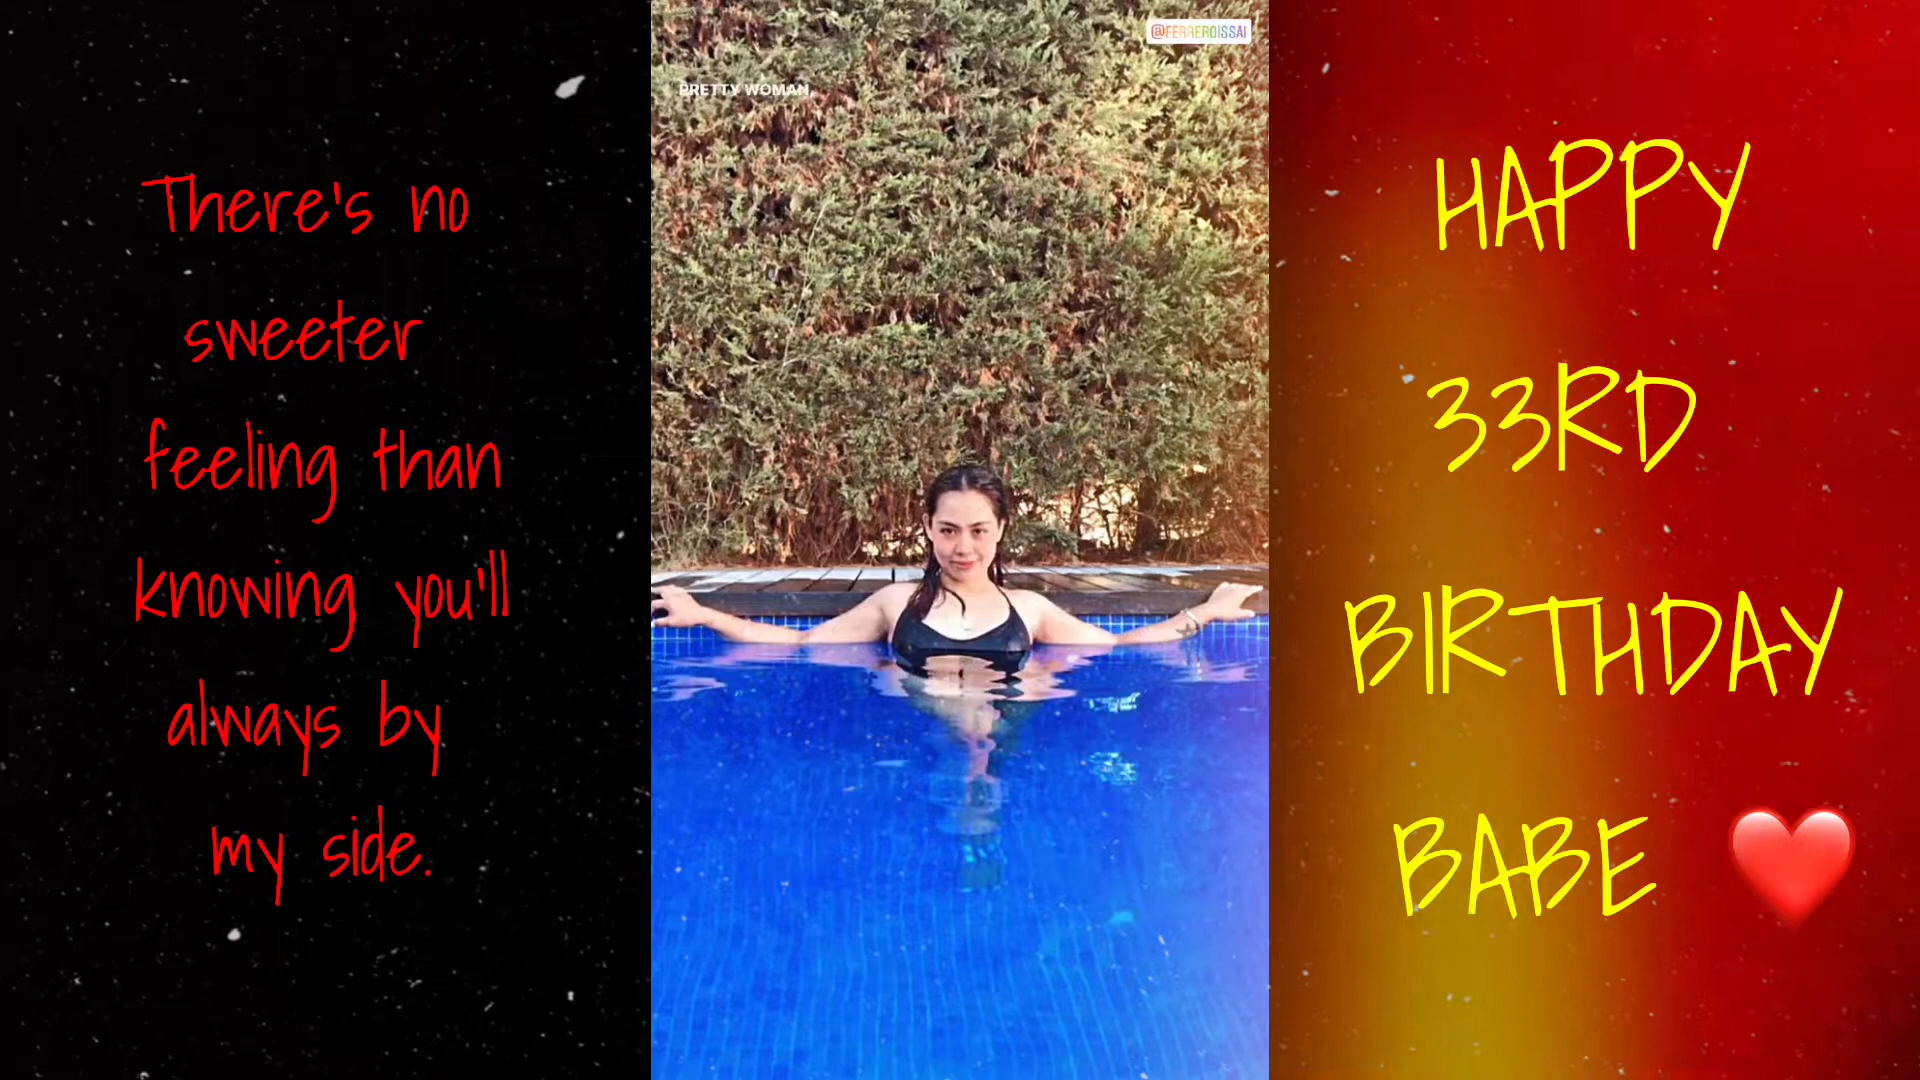 There's no
sweeter
feeling than
knowing you'll
always by
my side.
@FERREROISSAI
PRETTY WOMAN,
HAPPY
33RD
BIRTHDAY
BABE ❤️